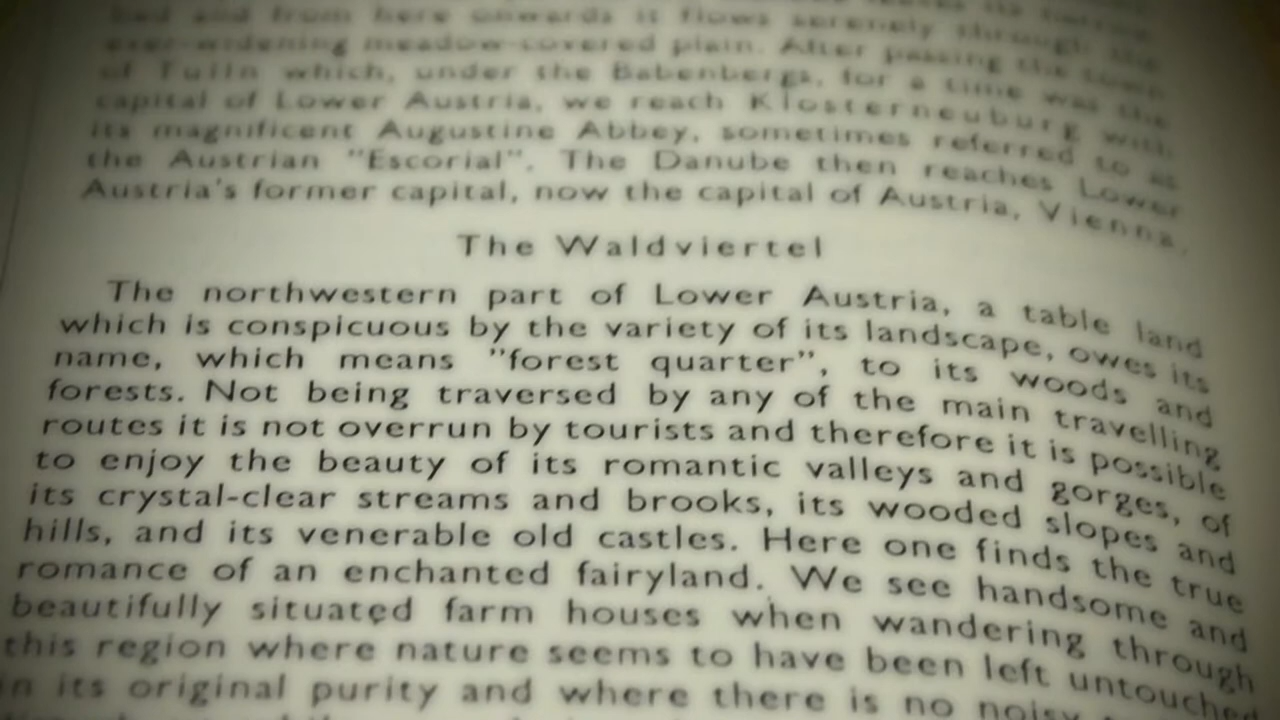 bed and from here onwards it flows serenely through the
ever-widening meadow-covered plain. After passing the town
of Tulln which, under the Babenbergs, for a time was the
capital of Lower Austria, we reach Klosterneuburg with
its magnificent Augustine Abbey, sometimes referred to as
the Austrian "Escorial". The Danube then reaches Lower
Austria's former capital, now the capital of Austria, Vienna.
The Waldviertel
The northwestern part of Lower Austria, a table land
which is conspicuous by the variety of its landscape, owes its
name, which means "forest quarter", to its woods and
forests. Not being traversed by any of the main travelling
routes it is not overrun by tourists and therefore it is possible
to enjoy the beauty of its romantic valleys and gorges, of
its crystal-clear streams and brooks, its wooded slopes and
hills, and its venerable old castles. Here one finds the true
romance of an enchanted fairyland. We see handsome and
beautifully situated farm houses when wandering through
this region where nature seems to have been left untouched
in its original purity and where there is no noisy